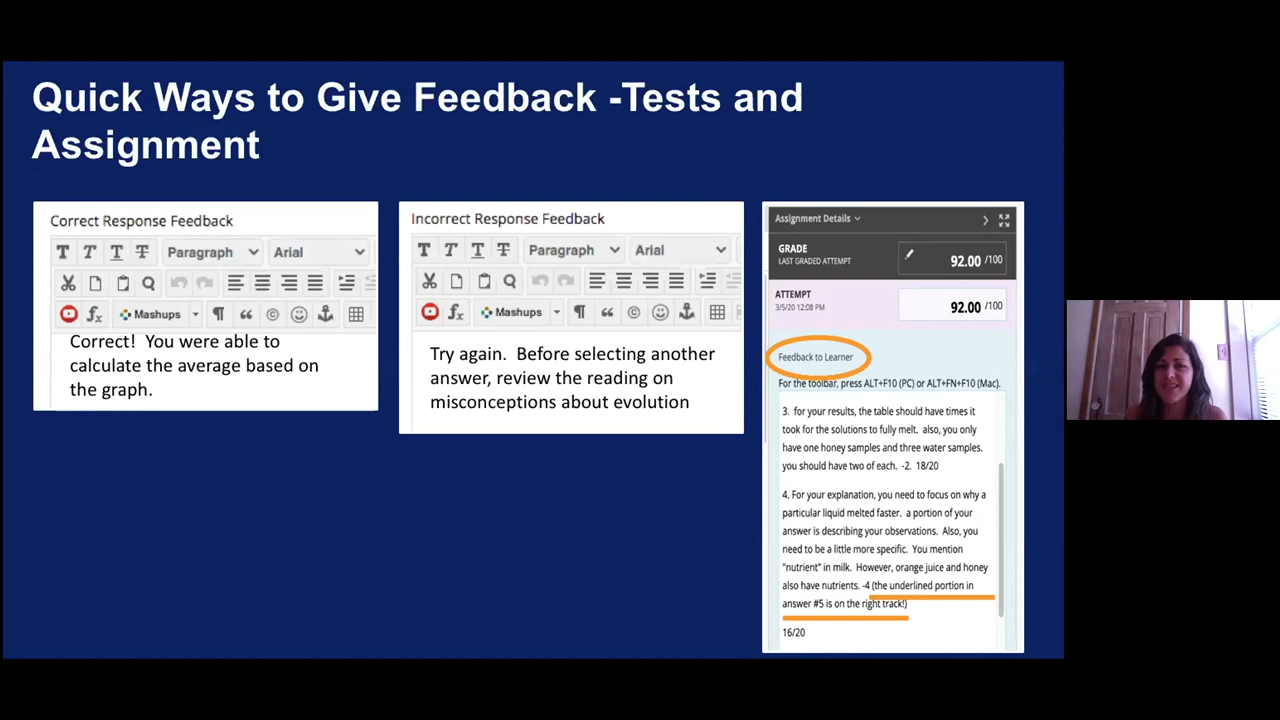 Quick Ways to Give Feedback -Tests and
Assignment
Correct Response Feedback
T T T T Paragraph Arial
Mashups
Correct! You were able to
calculate the average based on
the graph.
Incorrect Response Feedback
T T T T Paragraph Arial
Mashups
Try again. Before selecting another
answer, review the reading on
misconceptions about evolution
Assignment Details
GRADE
LAST GRADED ATTEMPT
92.00 /100
ATTEMPT
3/5/20 12:08 PM
92.00 /100
Feedback to Learner
For the toolbar, press ALT+F10 (PC) or ALT+FN+F10 (Mac).
3. for your results, the table should have times it
took for the solutions to fully melt. also, you only
have one honey samples and three water samples.
you should have two of each. -2. 18/20
4. For your explanation, you need to focus on why a
particular liquid melted faster. a portion of your
answer is describing your observations. Also, you
need to be a little more specific. You mention
"nutrient" in milk. However, orange juice and honey
also have nutrients. -4 (the underlined portion in
answer #5 is on the right track!)
16/20